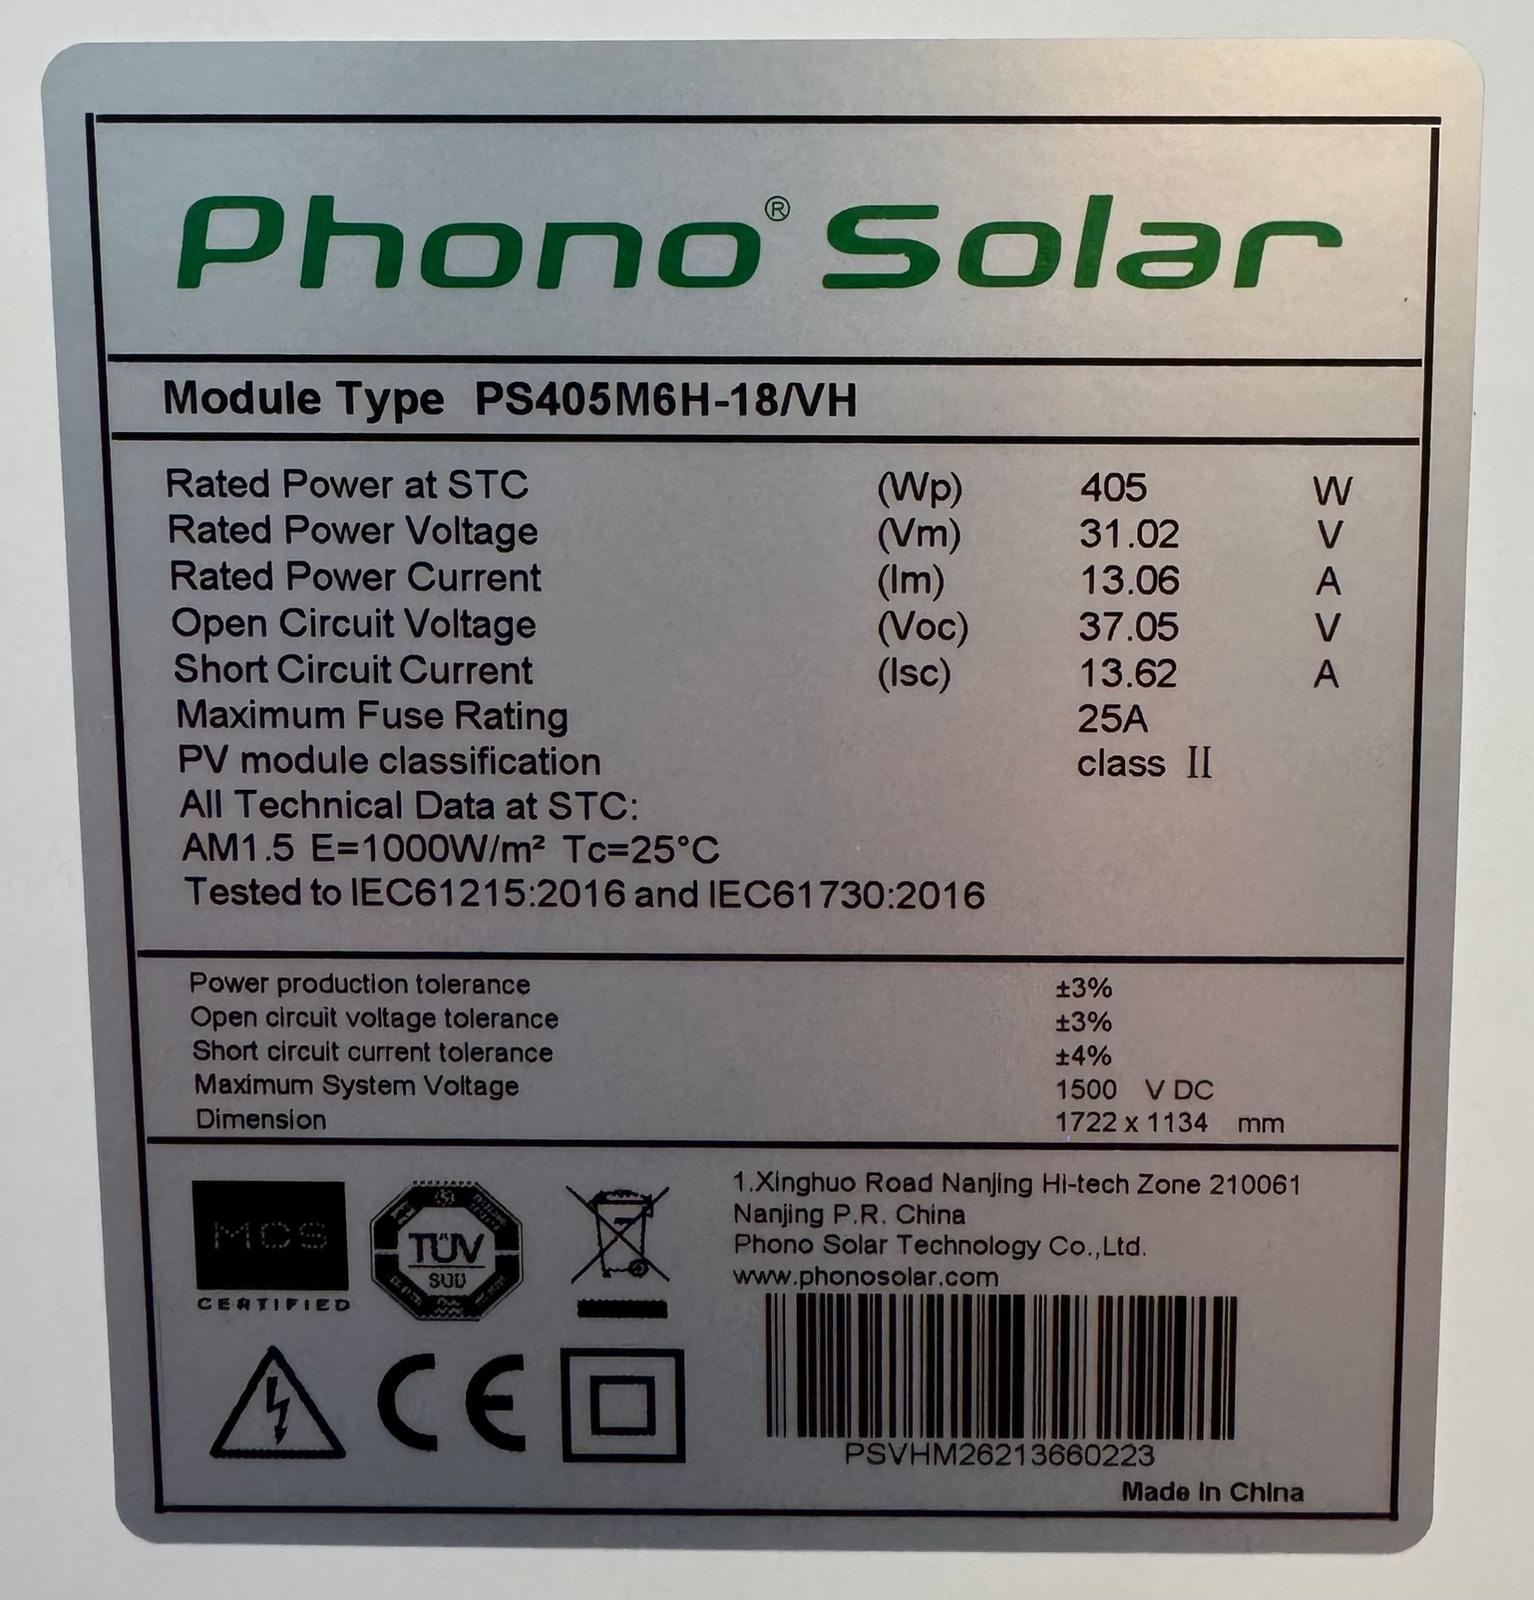 Phono® Solar
Module Type PS405M6H-18/VH
Rated Power at STC (Wp) 405 W
Rated Power Voltage (Vm) 31.02 V
Rated Power Current (Im) 13.06 A
Open Circuit Voltage (Voc) 37.05 V
Short Circuit Current (Isc) 13.62 A
Maximum Fuse Rating 25A
PV module classification class II
All Technical Data at STC:
AM1.5 E=1000W/m² Tc=25°C
Tested to IEC61215:2016 and IEC61730:2016
Power production tolerance ±3%
Open circuit voltage tolerance ±3%
Short circuit current tolerance ±4%
Maximum System Voltage 1500 V DC
Dimension 1722 x 1134 mm
MCS
CERTIFIED
TÜV
SUD
1.Xinghuo Road Nanjing Hi-tech Zone 210061
Nanjing P.R. China
Phono Solar Technology Co.,Ltd.
www.phonosolar.com
CE
PSVHM26213660223
Made in China